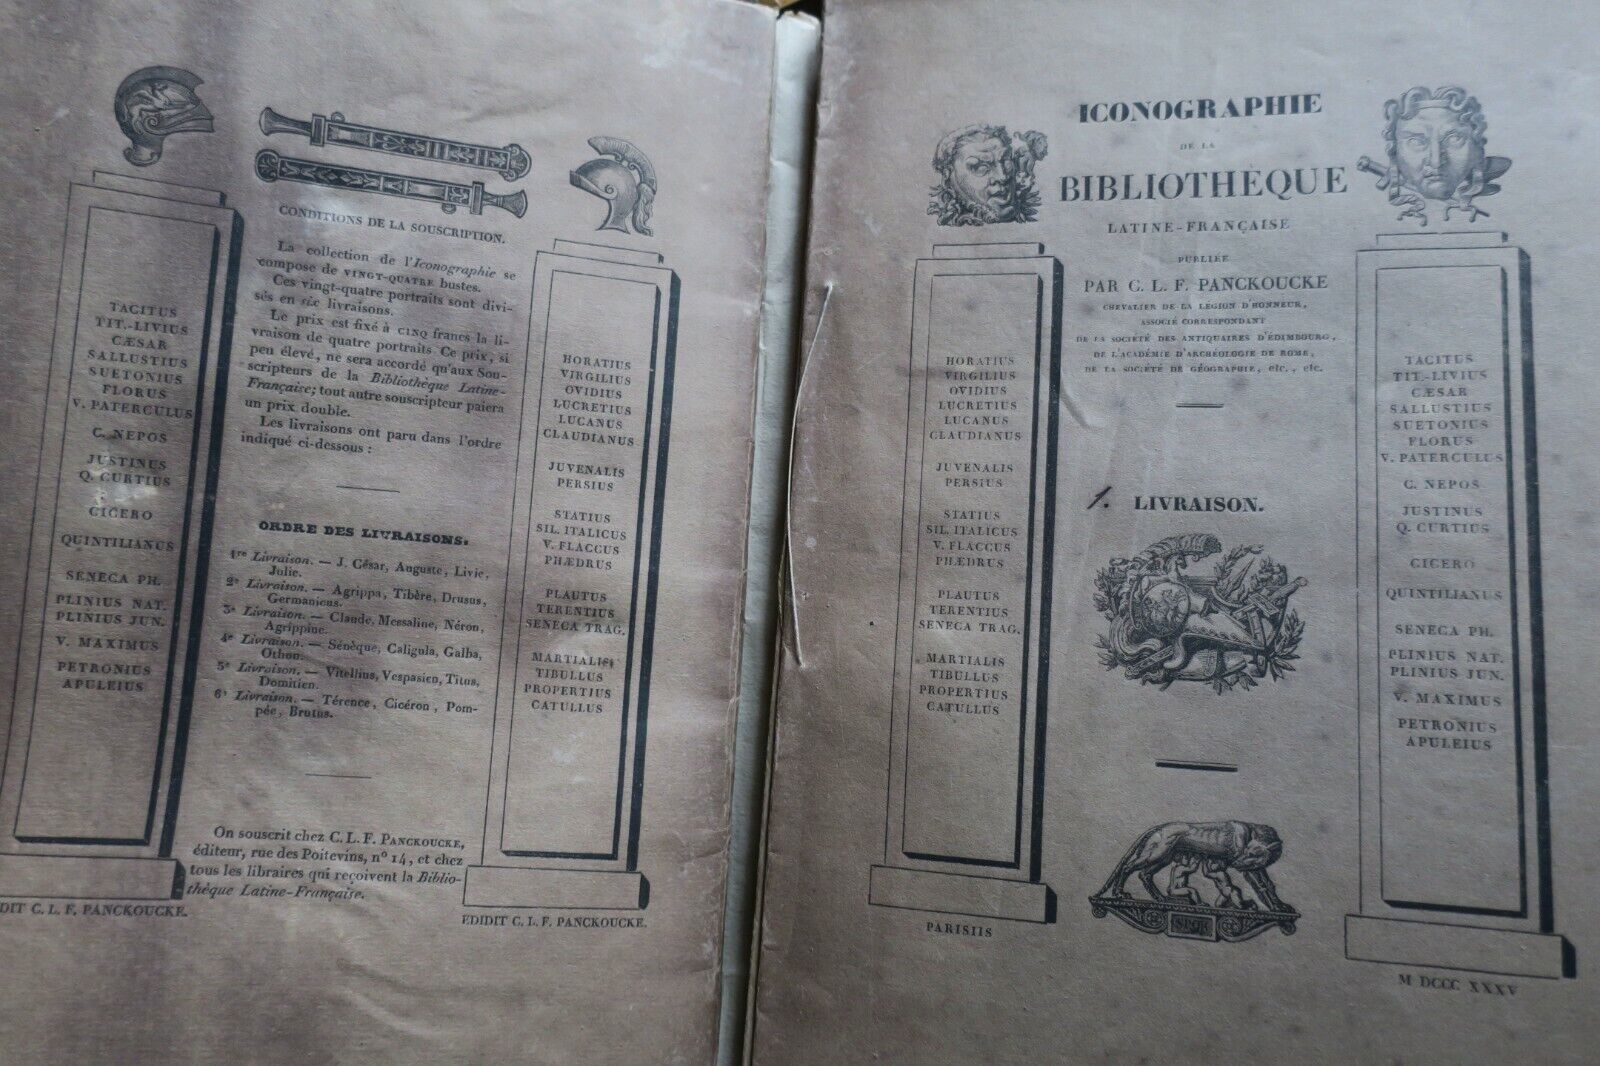 TACITUS
TIT.-LIVIUS
CÆSAR
SALLUSTIUS
SUETONIUS
FLORUS
V. PATERCULUS
C. NEPOS
JUSTINUS
Q. CURTIUS
CICERO
QUINTILIANUS
SENECA PH.
PLINIUS NAT.
PLINIUS JUN.
V. MAXIMUS
PETRONIUS
APULEIUS
DIT C. L. F. PANCKOUCKE.
CONDITIONS DE LA SOUSCRIPTION.
La collection de l'Iconographie se
compose de VINGT-QUATRE bustes.
Ces vingt-quatre portraits sont divi-
sés en six livraisons.
Le prix est fixé à CINQ francs la li-
vraison de quatre portraits. Ce prix, si
peu élevé, ne sera accordé qu'aux Sou-
scripteurs de la Bibliothèque Latine-
Française; tout autre souscripteur paiera
un prix double.
Les livraisons ont paru dans l'ordre
indiqué ci-dessous :
ORDRE DES LIVRAISONS.
1re Livraison. — J. César, Auguste, Livie,
Julie.
2e Livraison. — Agrippa, Tibère, Drusus,
Germanicus.
3e Livraison. — Claude, Messaline, Néron,
Agrippine.
4e Livraison. — Sénèque, Caligula, Galba,
Othon.
5e Livraison. — Vitellius, Vespasien, Titus,
Domitien.
6e Livraison. — Térence, Cicéron, Pom-
pée, Brutus.
On souscrit chez C. L. F. PANCKOUCKE,
éditeur, rue des Poitevins, n° 14, et chez
tous les libraires qui reçoivent la Biblio-
thèque Latine-Française.
HORATIUS
VIRGILIUS
OVIDIUS
LUCRETIUS
LUCANUS
CLAUDIANUS
JUVENALIS
PERSIUS
STATIUS
SIL. ITALICUS
V. FLACCUS
PHÆDRUS
PLAUTUS
TERENTIUS
SENECA TRAG.
MARTIALIS
TIBULLUS
PROPERTIUS
CATULLUS
EDIDIT C. L. F. PANCKOUCKE.
HORATIUS
VIRGILIUS
OVIDIUS
LUCRETIUS
LUCANUS
CLAUDIANUS
JUVENALIS
PERSIUS
STATIUS
SIL. ITALICUS
V. FLACCUS
PHÆDRUS
PLAUTUS
TERENTIUS
SENECA TRAG.
MARTIALIS
TIBULLUS
PROPERTIUS
CATULLUS
PARISIIS
ICONOGRAPHIE
DE LA
BIBLIOTHÈQUE
LATINE-FRANÇAISE
PUBLIÉE
PAR C. L. F. PANCKOUCKE
CHEVALIER DE LA LÉGION D'HONNEUR,
ASSOCIÉ CORRESPONDANT
DE LA SOCIÉTÉ DES ANTIQUAIRES D'ÉDIMBOURG,
DE L'ACADÉMIE D'ARCHÉOLOGIE DE ROME,
DE LA SOCIÉTÉ DE GÉOGRAPHIE, etc., etc.
1. LIVRAISON.
SPQR
TACITUS
TIT.-LIVIUS
CÆSAR
SALLUSTIUS
SUETONIUS
FLORUS
V. PATERCULUS
C. NEPOS
JUSTINUS
Q. CURTIUS
CICERO
QUINTILIANUS
SENECA PH.
PLINIUS NAT.
PLINIUS JUN.
V. MAXIMUS
PETRONIUS
APULEIUS
M DCCC XXXV